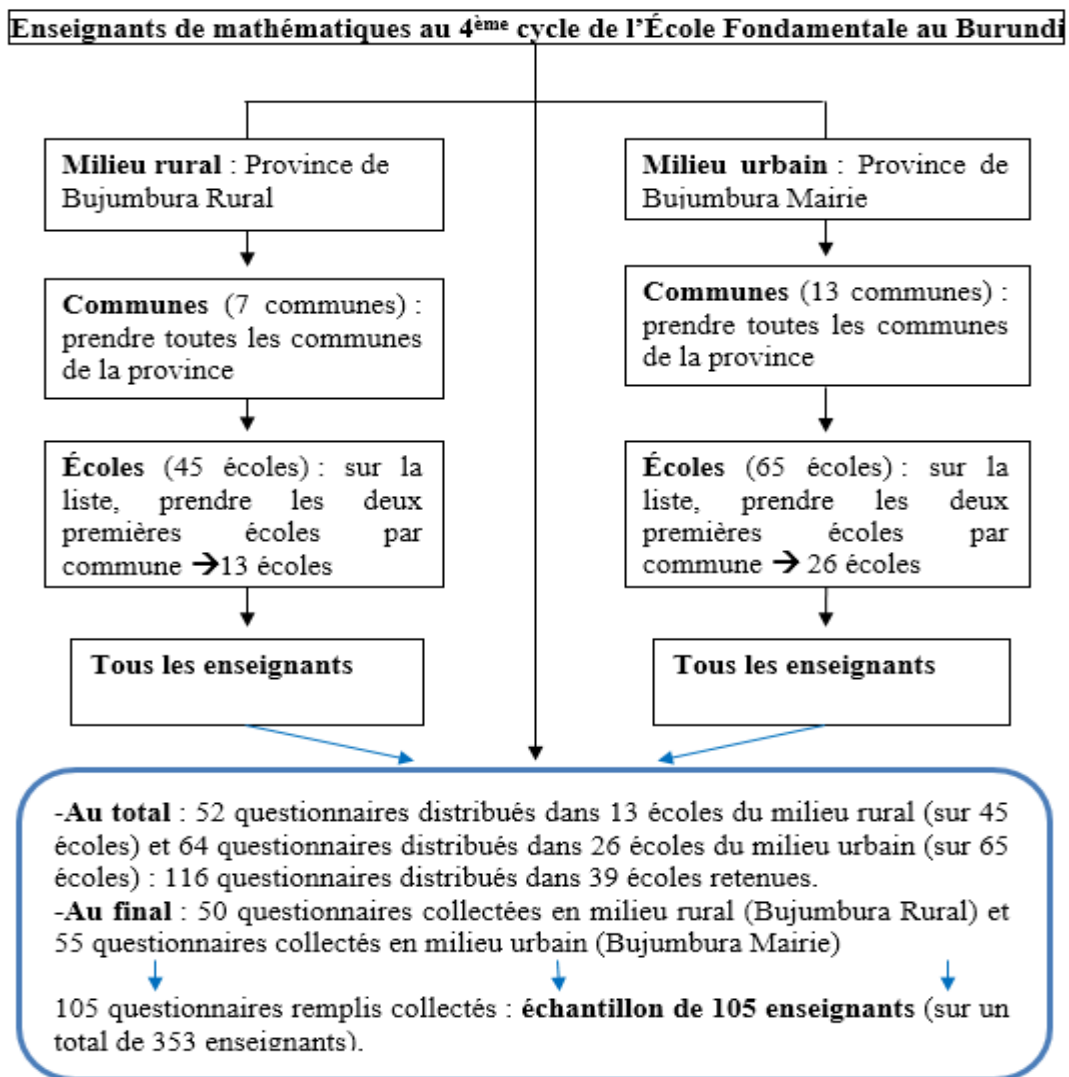 Enseignants de mathématiques au 4ème cycle de l’École Fondamentale au Burundi
Milieu rural : Province de
Bujumbura Rural
Milieu urbain : Province de
Bujumbura Mairie
Communes (7 communes) :
prendre toutes les communes
de la province
Communes (13 communes) :
prendre toutes les communes
de la province
Écoles (45 écoles) : sur la
liste, prendre les deux
premières écoles par
commune ➔13 écoles
Écoles (65 écoles) : sur la
liste, prendre les deux
premières écoles par
commune ➔ 26 écoles
Tous les enseignants
Tous les enseignants
-Au total : 52 questionnaires distribués dans 13 écoles du milieu rural (sur 45
écoles) et 64 questionnaires distribués dans 26 écoles du milieu urbain (sur 65
écoles) : 116 questionnaires distribués dans 39 écoles retenues.
-Au final : 50 questionnaires collectées en milieu rural (Bujumbura Rural) et
55 questionnaires collectés en milieu urbain (Bujumbura Mairie)
105 questionnaires remplis collectés : échantillon de 105 enseignants (sur un
total de 353 enseignants).